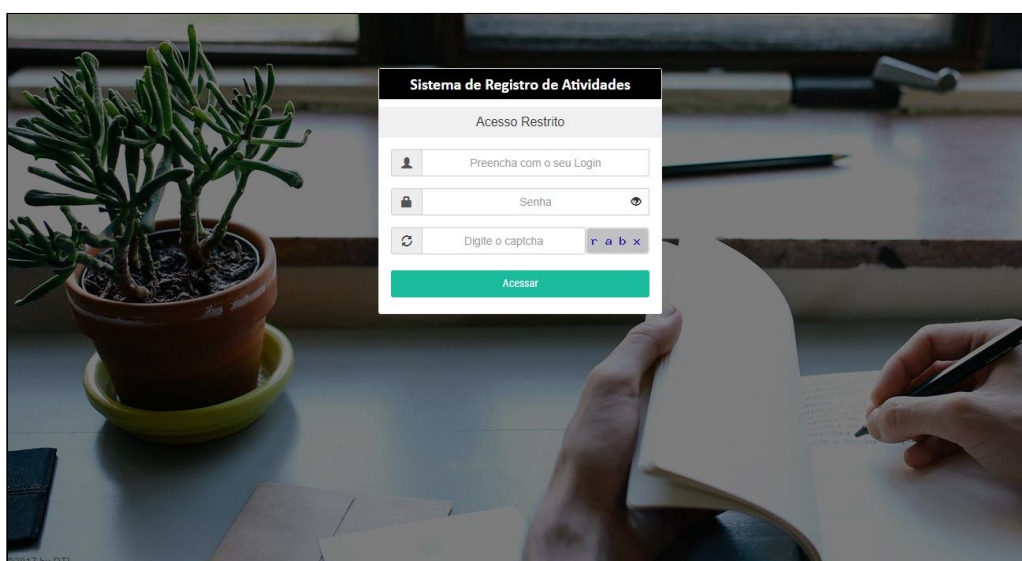 Sistema de Registro de Atividades
Acesso Restrito
Preencha com o seu Login
Senha
Digite o captcha
r a b x
Acessar